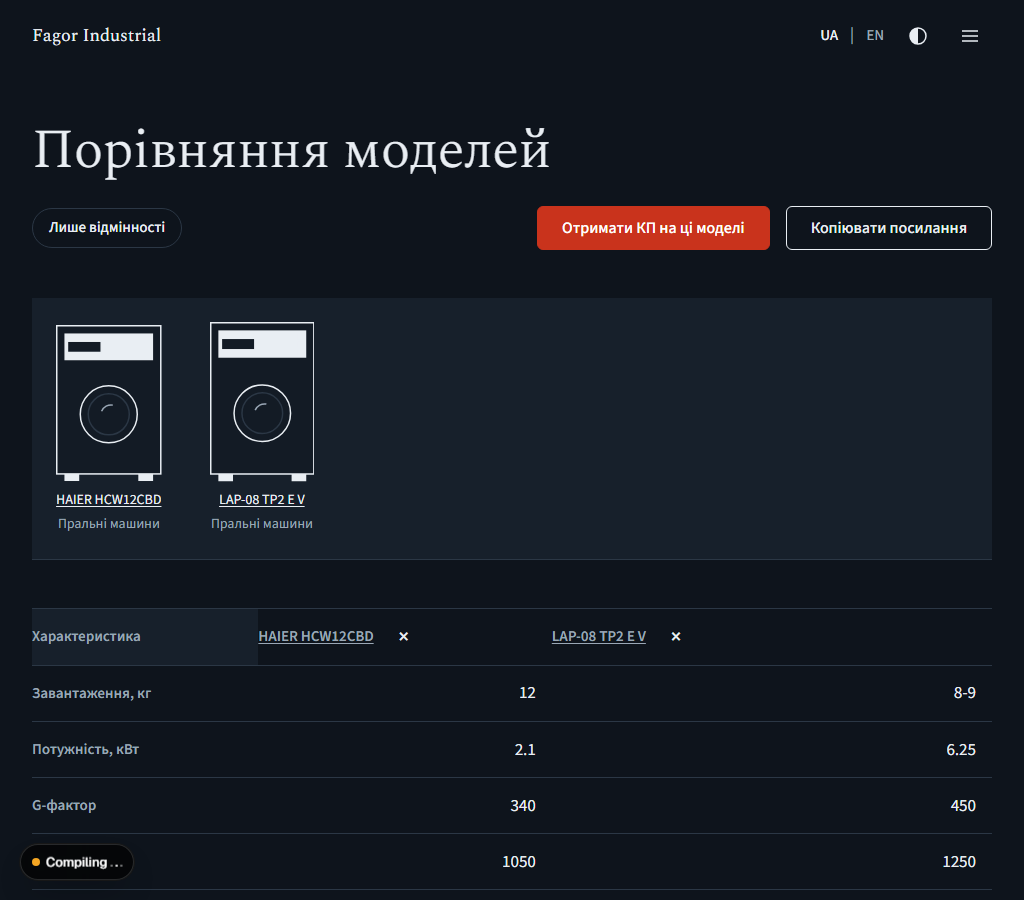 Fagor Industrial
UA | EN
Порівняння моделей
Лише відмінності
Отримати КП на ці моделі
Копіювати посилання
HAIER HCW12CBD
Пральні машини
LAP-08 TP2 E V
Пральні машини
Характеристика HAIER HCW12CBD × LAP-08 TP2 E V ×
Завантаження, кг 12 8-9
Потужність, кВт 2.1 6.25
G-фактор 340 450
1050 1250
Compiling ...